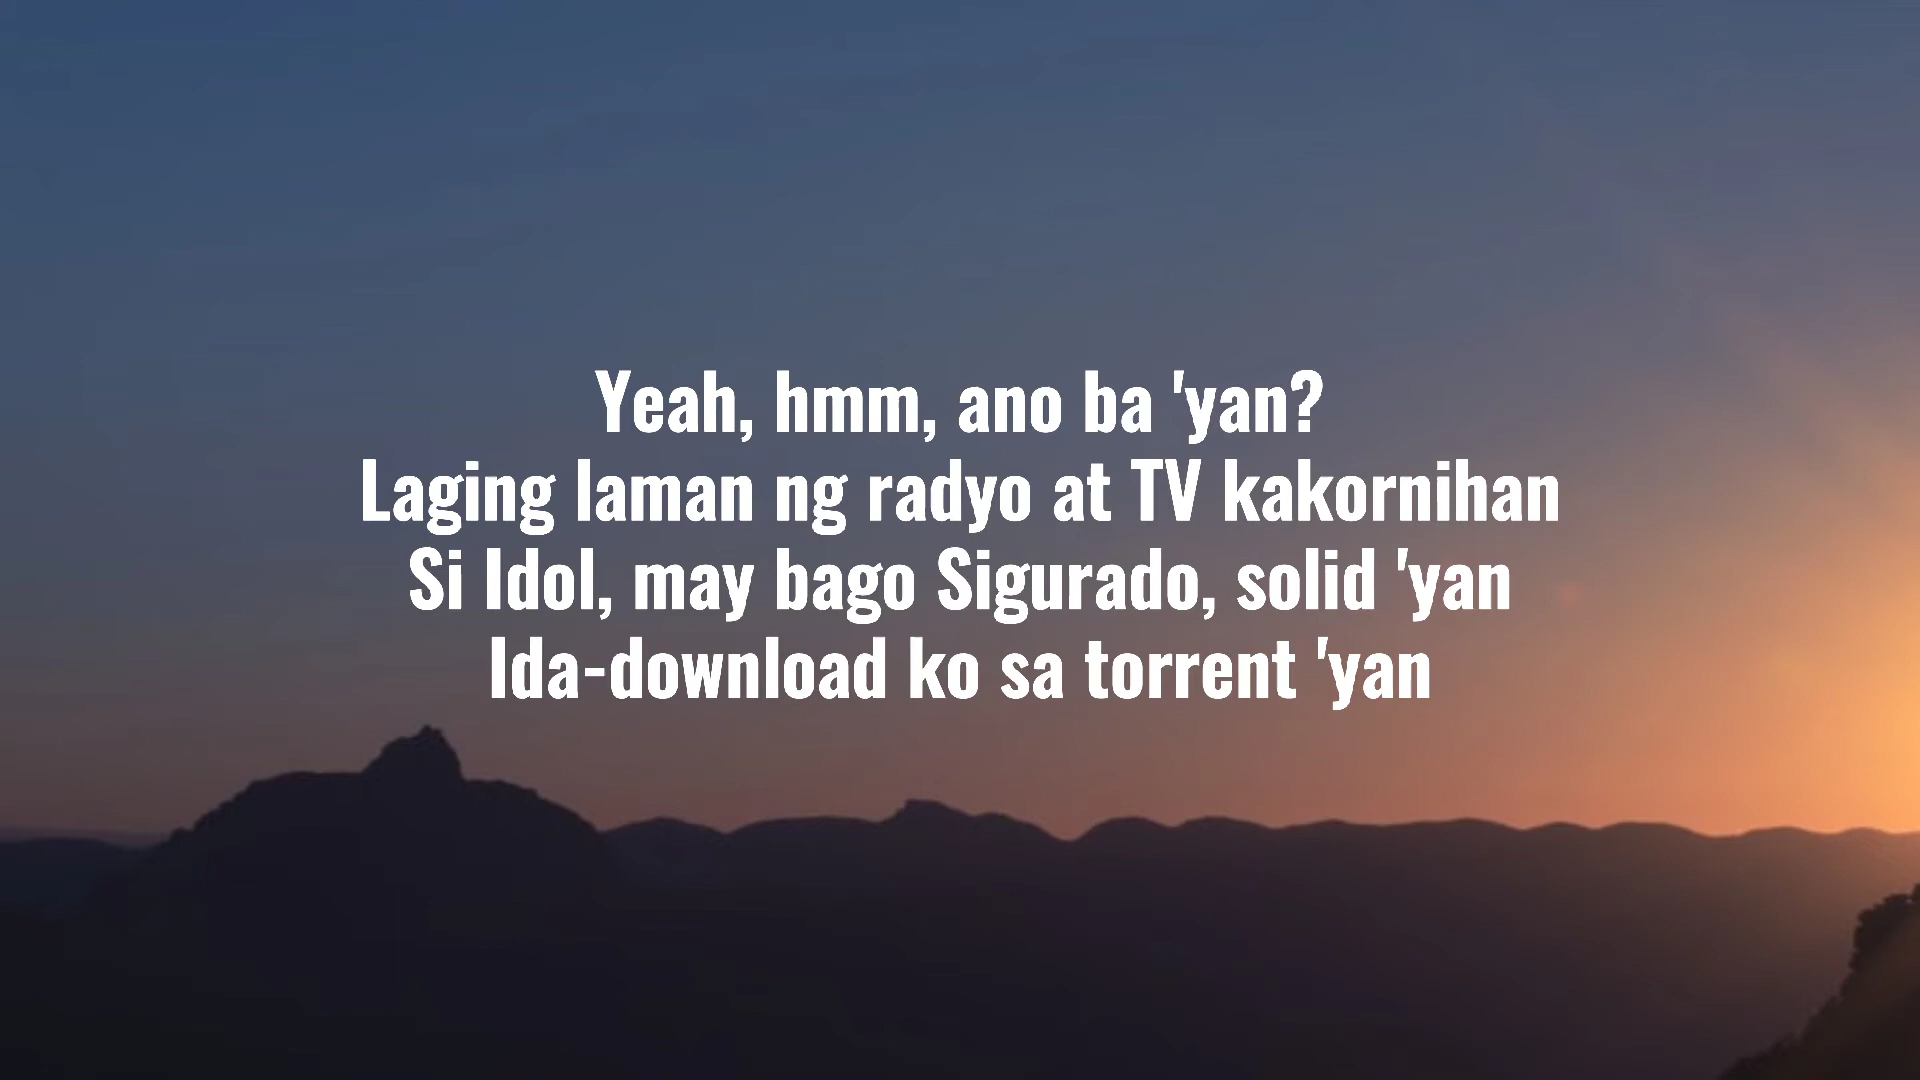 Yeah, hmm, ano ba 'yan?
Laging laman ng radyo at TV kakornihan
Si Idol, may bago Sigurado, solid 'yan
Ida-download ko sa torrent 'yan